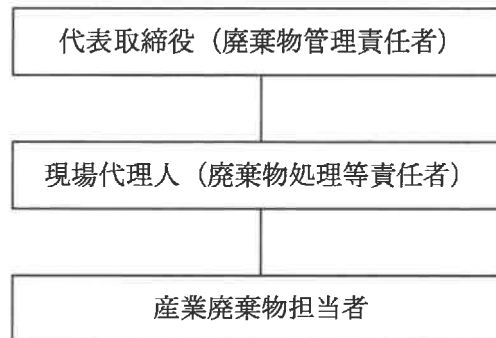 代表取締役（廃棄物管理責任者）
現場代理人（廃棄物処理等責任者）
産業廃棄物担当者